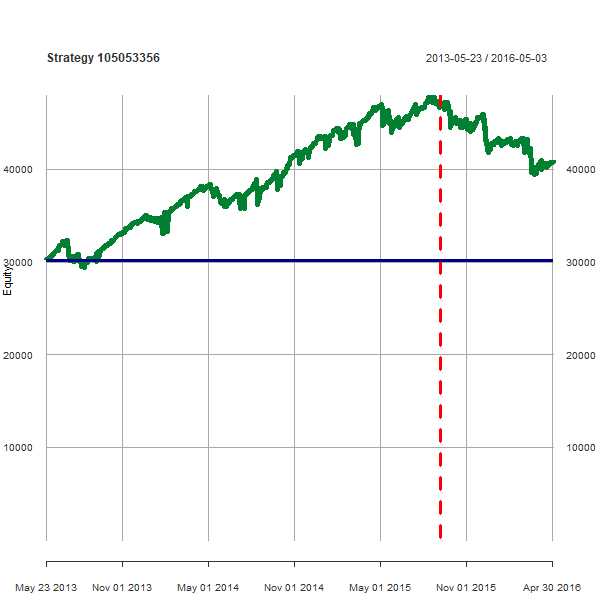 Strategy 105053356 2013-05-23 / 2016-05-03
40000 40000
30000 30000
Equity
20000 20000
10000 10000
May 23 2013 Nov 01 2013 May 01 2014 Nov 01 2014 May 01 2015 Nov 01 2015 Apr 30 2016